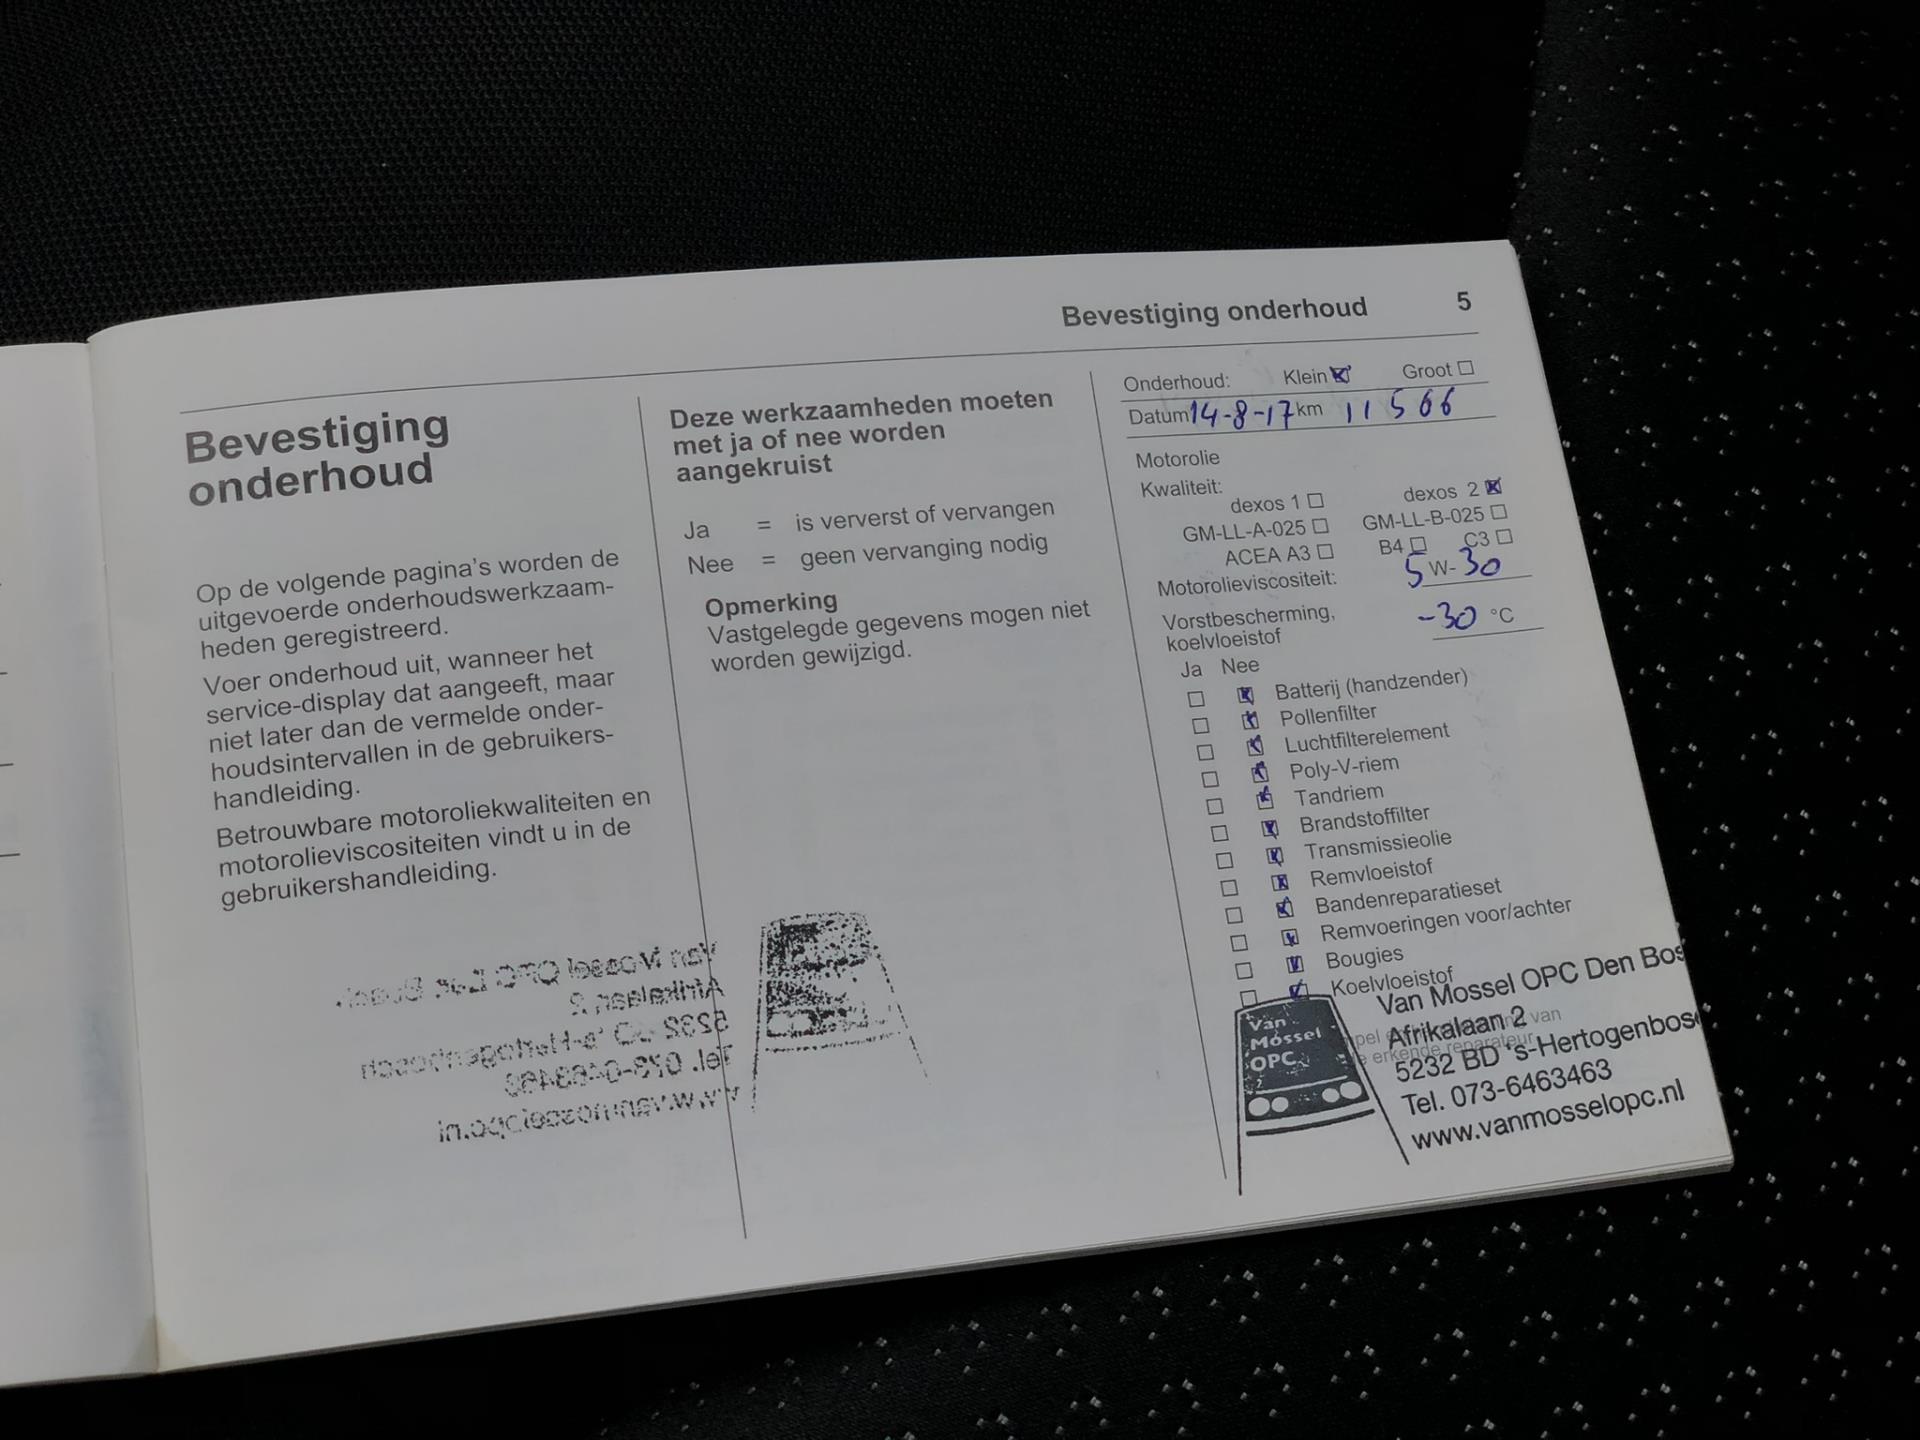 Bevestiging onderhoud 5
Bevestiging
onderhoud
Op de volgende pagina's worden de
uitgevoerde onderhoudswerkzaam-
heden geregistreerd.
Voer onderhoud uit, wanneer het
service-display dat aangeeft, maar
niet later dan de vermelde onder-
houdsintervallen in de gebruikers-
handleiding.
Betrouwbare motoroliekwaliteiten en
motorolieviscositeiten vindt u in de
gebruikershandleiding.
Deze werkzaamheden moeten
met ja of nee worden
aangekruist
Ja = is ververst of vervangen
Nee = geen vervanging nodig
Opmerking
Vastgelegde gegevens mogen niet
worden gewijzigd.
Onderhoud: Klein Groot
Datum 14-8-17 km 11566
Motorolie
Kwaliteit:
dexos 1 dexos 2
GM-LL-A-025 GM-LL-B-025
ACEA A3 B4 C3
Motorolieviscositeit: 5 W-30
Vorstbescherming,
koelvloeistof -30 °C
Ja Nee
Batterij (handzender)
Pollenfilter
Luchtfilterelement
Poly-V-riem
Tandriem
Brandstoffilter
Transmissieolie
Remvloeistof
Bandenreparatieset
Remvoeringen voor/achter
Bougies
Koelvloeistof
van
erkende reparateur
Van
Mossel
OPC
Van Mossel OPC Den Bos
Afrikalaan 2
5232 BD 's-Hertogenbosc
Tel. 073-6463463
www.vanmosselopc.nl